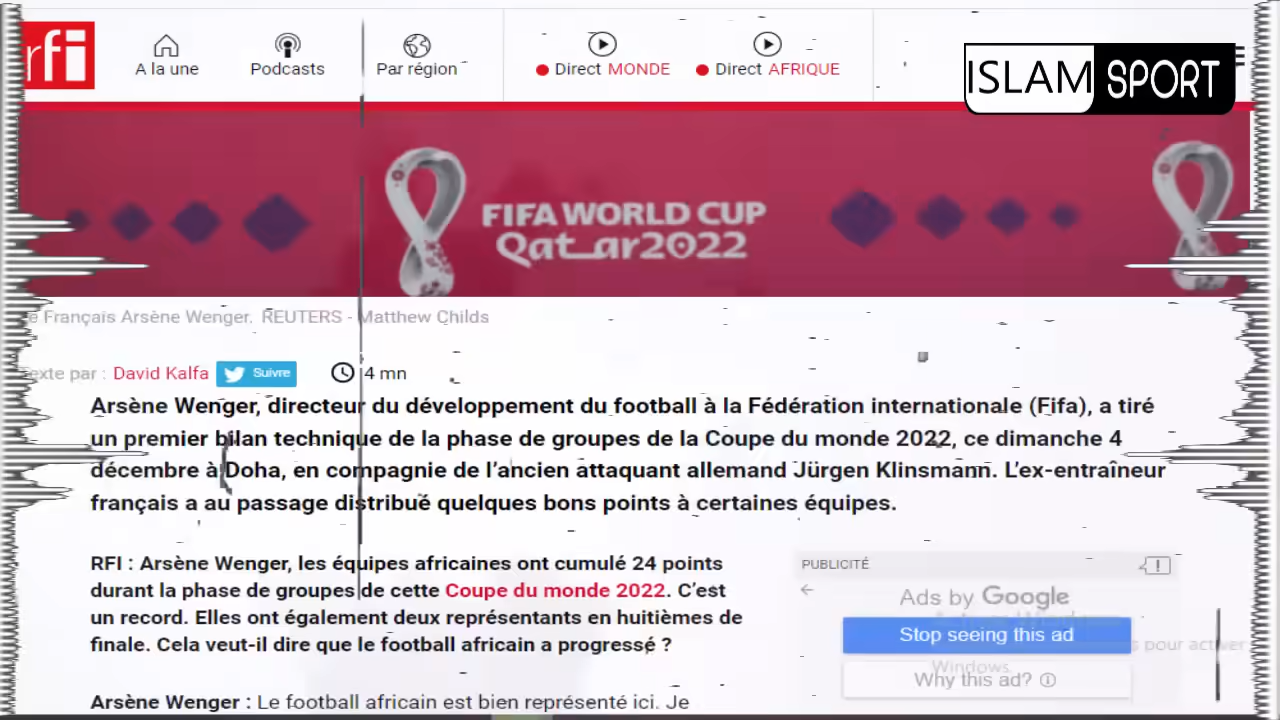 rfi
A la une
Podcasts
Par région
Direct MONDE
Direct AFRIQUE
ISLAM SPORT
FIFA WORLD CUP
Qatar2022
e Français Arsène Wenger. REUTERS - Matthew Childs
Texte par : David Kalfa Suivre 4 mn
Arsène Wenger, directeur du développement du football à la Fédération internationale (Fifa), a tiré
un premier bilan technique de la phase de groupes de la Coupe du monde 2022, ce dimanche 4
décembre à Doha, en compagnie de l’ancien attaquant allemand Jürgen Klinsmann. L’ex-entraîneur
français a au passage distribué quelques bons points à certaines équipes.
RFI : Arsène Wenger, les équipes africaines ont cumulé 24 points
durant la phase de groupes de cette Coupe du monde 2022. C’est
un record. Elles ont également deux représentants en huitièmes de
finale. Cela veut-il dire que le football africain a progressé ?
Arsène Wenger : Le football africain est bien représenté ici. Je
PUBLICITÉ
Ads by Google
Stop seeing this ad
pour activer
Windows.
Why this ad?